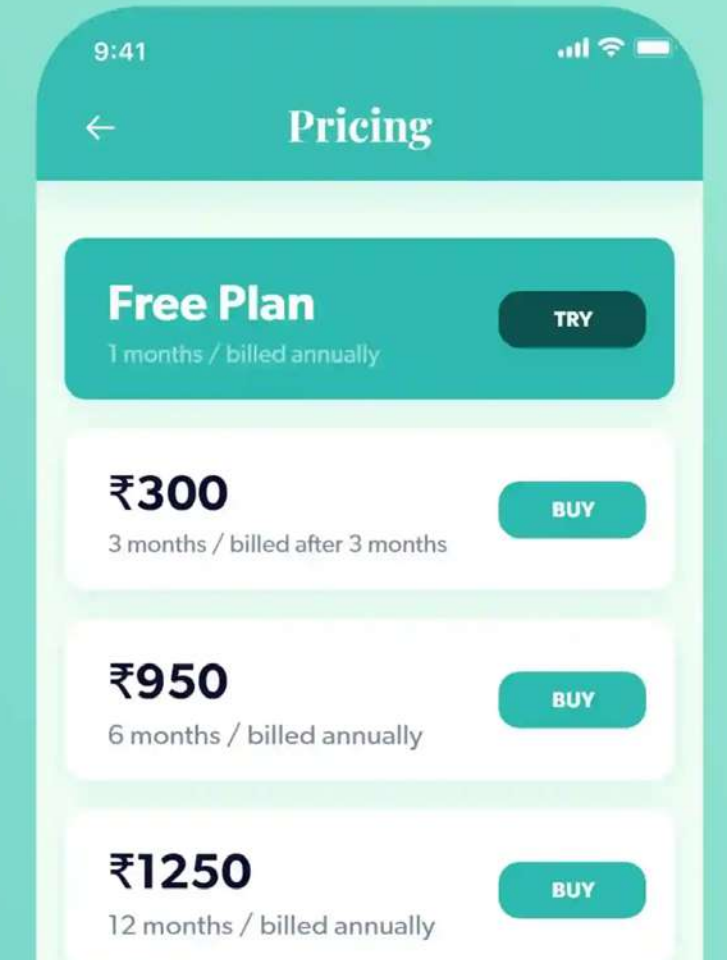 9:41
Pricing
Free Plan
1 months / billed annually
TRY
₹300
3 months / billed after 3 months
BUY
₹950
6 months / billed annually
BUY
₹1250
12 months / billed annually
BUY